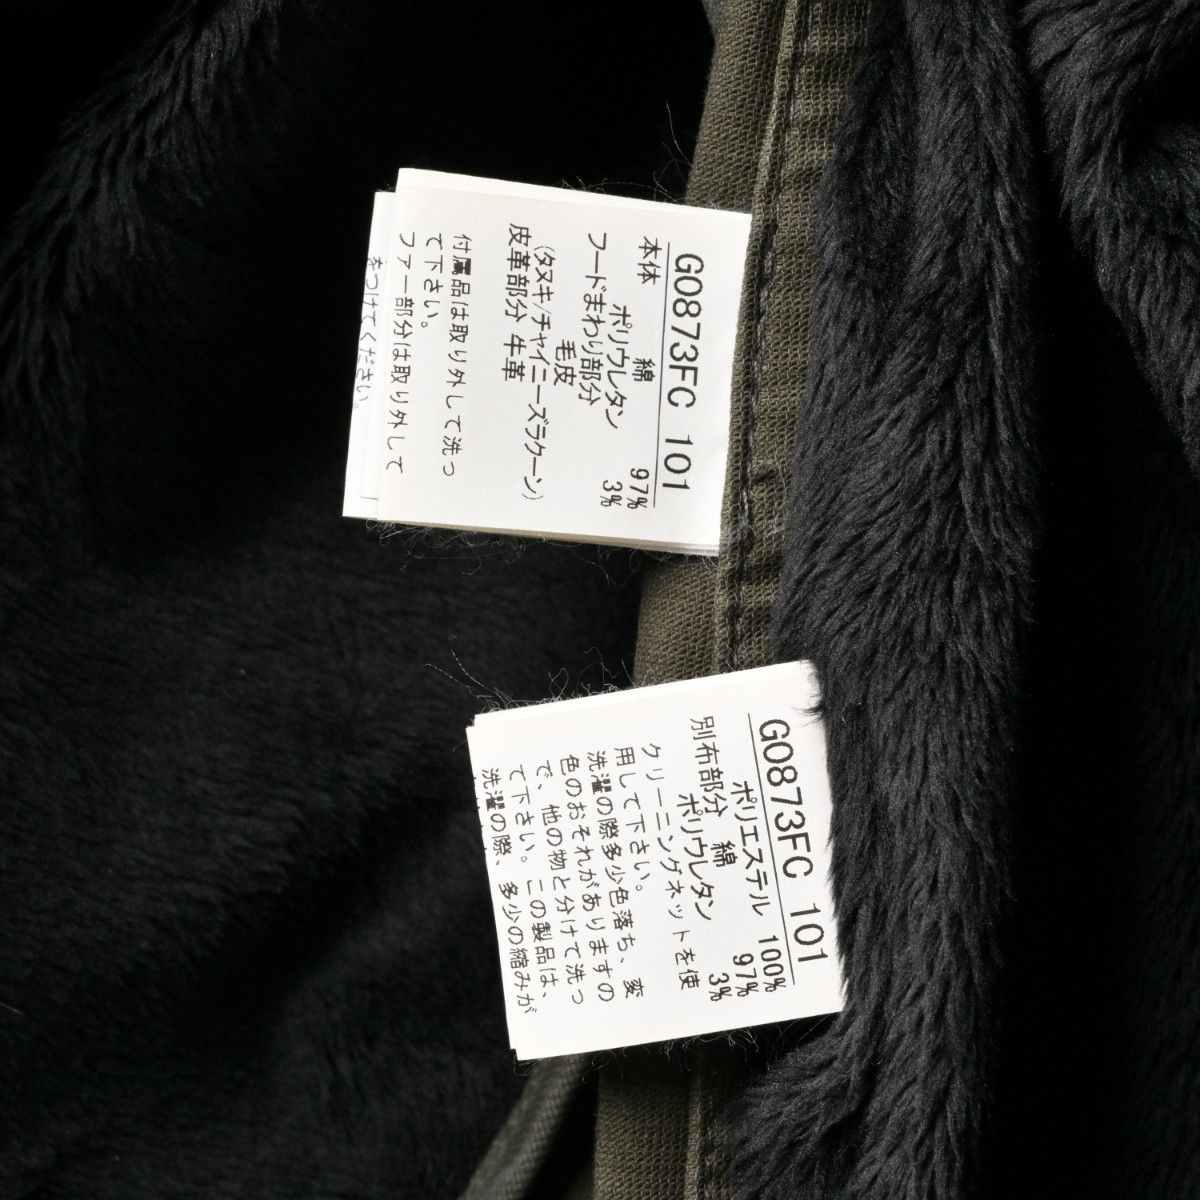 G0873FC 101
本体 綿 97%
ポリウレタン 3%
フードまわり部分
毛皮
(タヌキ/チャイニーズラクーン)
皮革部分 牛革
付属品は取り外して洗っ
て下さい。
ファー部分は取り外して
をつけてください。
G0873FC 101
ポリエステル 100%
別布部分 綿 97%
ポリウレタン 3%
クリーニングネットを使
用して下さい。
洗濯の際多少色落ち、変
色のおそれがありますの
で、他の物と分けて洗っ
て下さい。この製品は、
洗濯の際、多少の縮みが